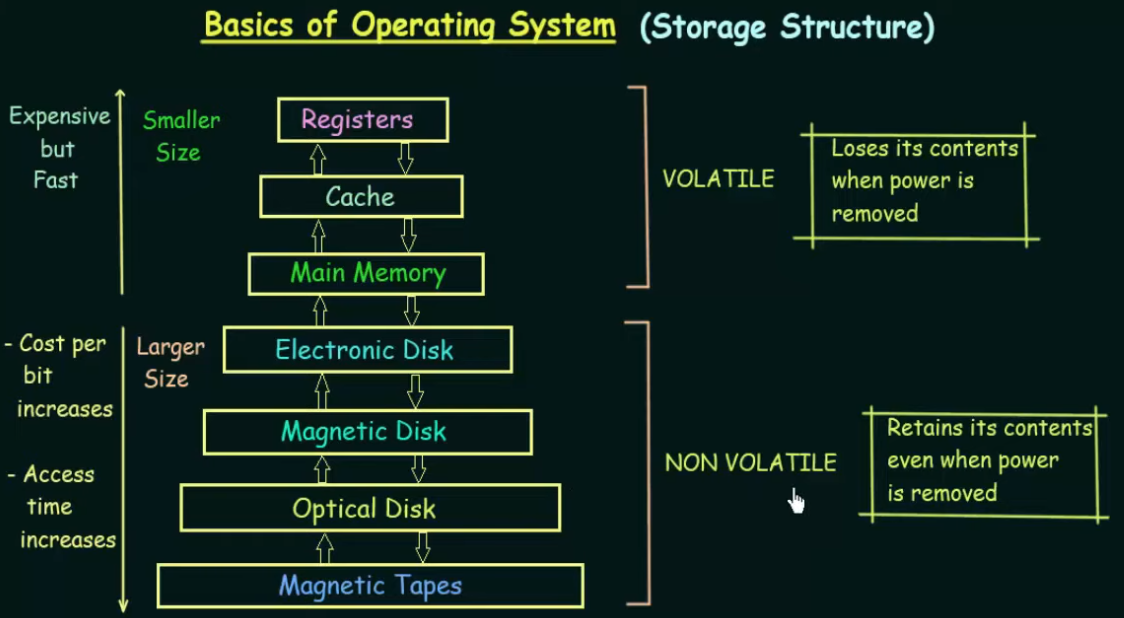 Basics of Operating System (Storage Structure)
Expensive
but
Fast
Smaller
Size
Registers
Cache
Main Memory
VOLATILE
Loses its contents
when power is
removed
- Cost per
bit
increases
- Access
time
increases
Larger
Size
Electronic Disk
Magnetic Disk
Optical Disk
Magnetic Tapes
NON VOLATILE
Retains its contents
even when power
is removed